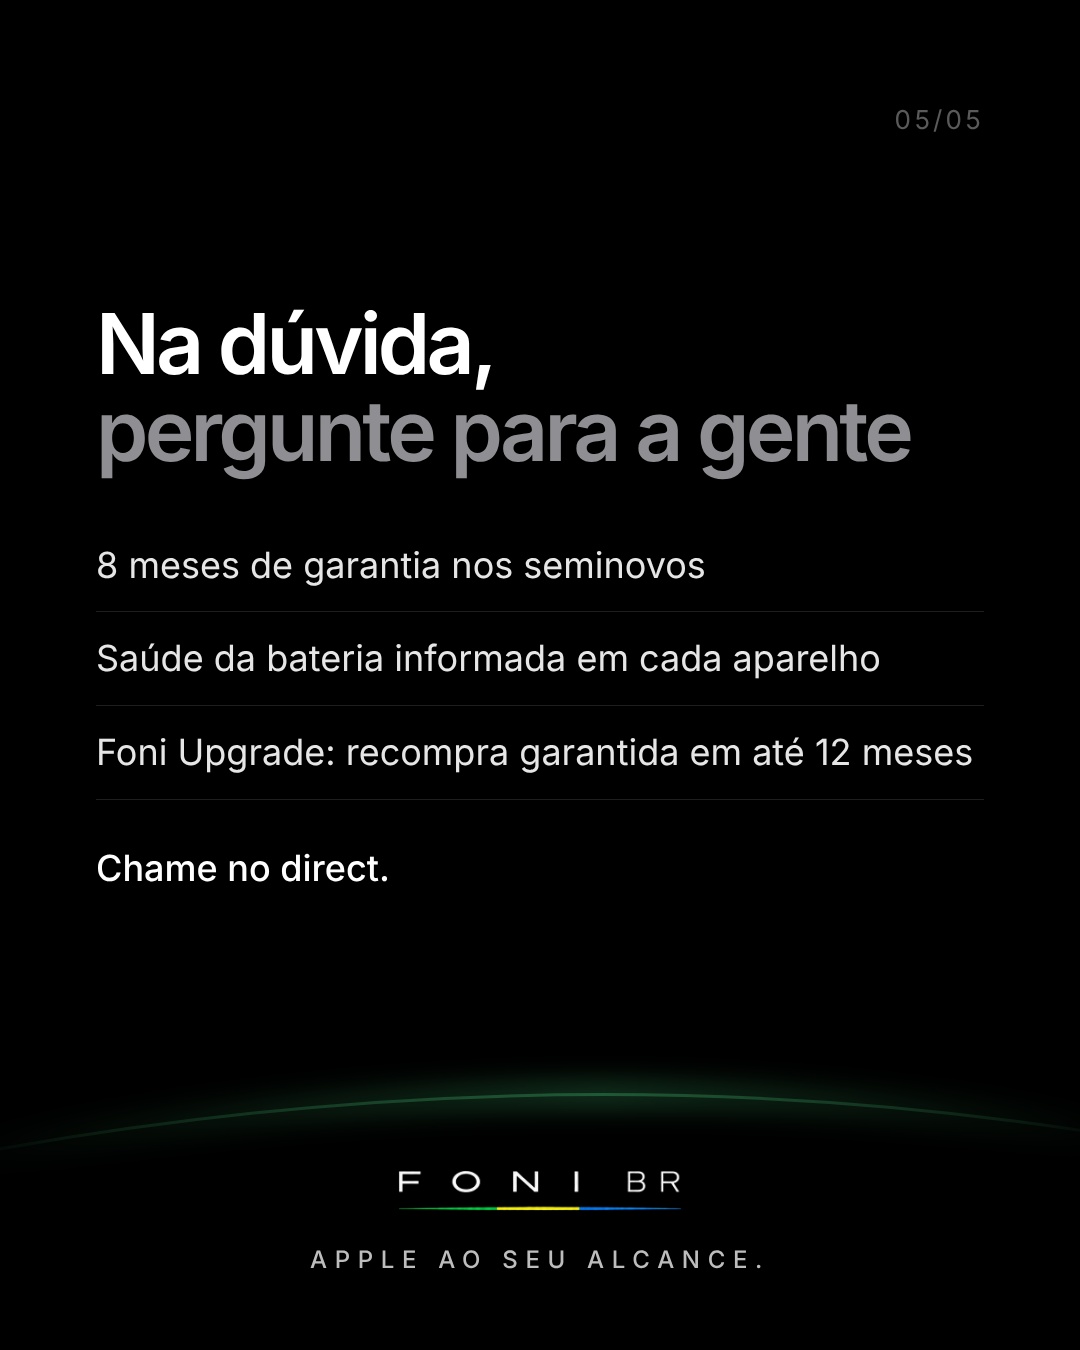 05/05
Na dúvida,
pergunte para a gente
8 meses de garantia nos seminovos
Saúde da bateria informada em cada aparelho
Foni Upgrade: recompra garantida em até 12 meses
Chame no direct.
FONI BR
APPLE AO SEU ALCANCE.